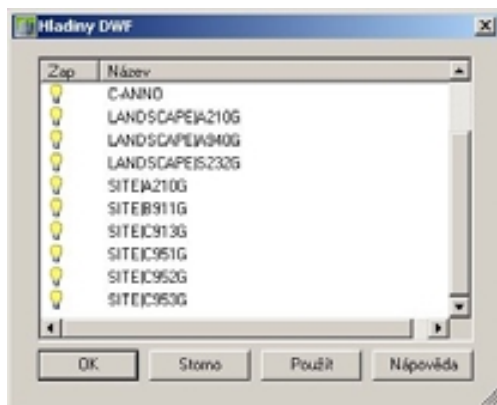 Hladiny DWF
Zap Název
C-ANNO
LANDSCAPE|A210G
LANDSCAPE|A940G
LANDSCAPE|S232G
SITE|A210G
SITE|B911G
SITE|C913G
SITE|C951G
SITE|C952G
SITE|C953G
OK Storno Použít Nápověda